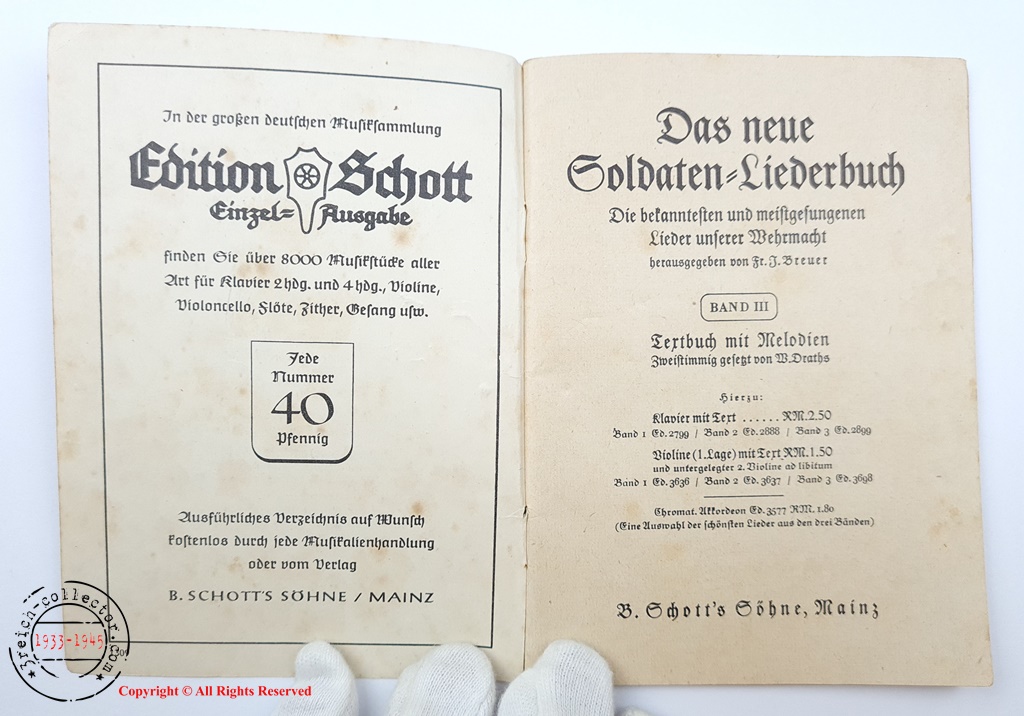 In der großen deutschen Musiksammlung
Edition Schott
Einzel=Ausgabe
finden Sie über 8000 Musikstücke aller
Art für Klavier 2hdg. und 4hdg., Violine,
Violoncello, Flöte, Zither, Gesang usw.
Jede
Nummer
40
Pfennig
Ausführliches Verzeichnis auf Wunsch
kostenlos durch jede Musikalienhandlung
oder vom Verlag
B. SCHOTT'S SÖHNE / MAINZ
Das neue
Soldaten=Liederbuch
Die bekanntesten und meistgesungenen
Lieder unserer Wehrmacht
herausgegeben von Fr. J. Breuer
BAND III
Textbuch mit Melodien
Zweistimmig gesetzt von W. Draths
Hierzu:
Klavier mit Text . . . . . . RM. 2.50
Band 1 Ed. 2799 / Band 2 Ed. 2888 / Band 3 Ed. 2899
Violine (1. Lage) mit Text RM. 1.50
und untergelegter 2. Violine ad libitum
Band 1 Ed. 3636 / Band 2 Ed. 3637 / Band 3 Ed. 3698
Chromat. Akkordeon Ed. 3577 RM. 1.80
(Eine Auswahl der schönsten Lieder aus den drei Bänden)
B. Schott's Söhne, Mainz
3reich-collector.com
1933-1945
Copyright © All Rights Reserved